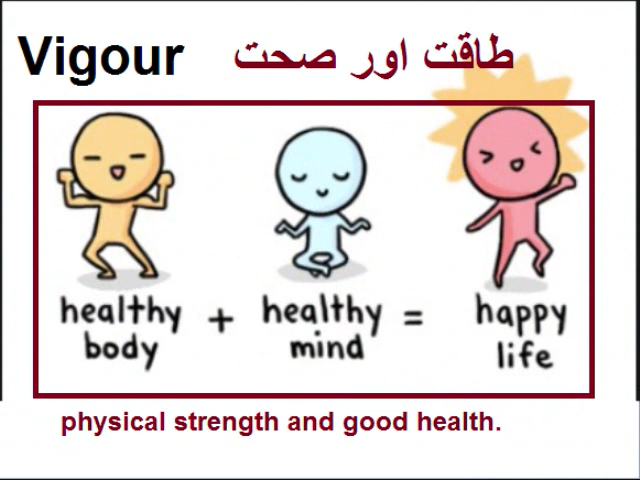 Vigour طاقت اور صحت
healthy body + healthy mind = happy life
physical strength and good health.